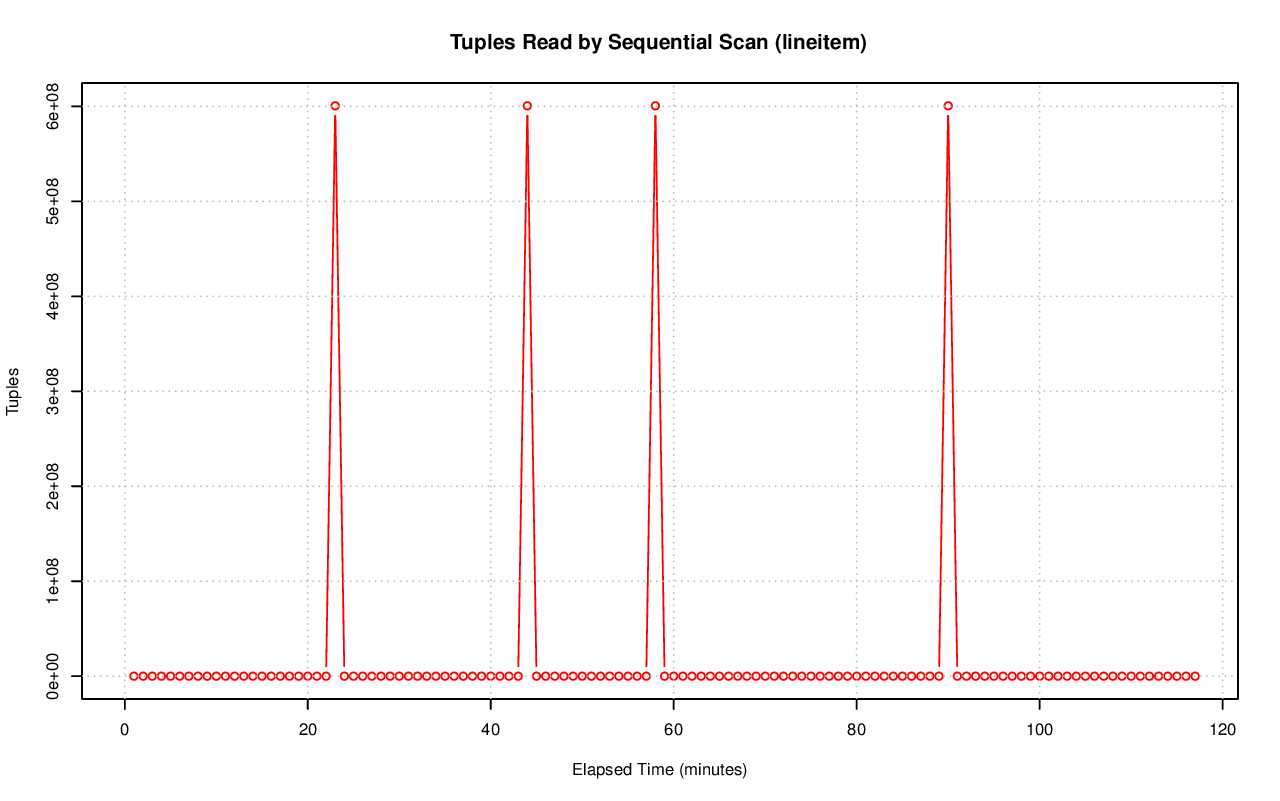 Tuples Read by Sequential Scan (lineitem)
6e+08
5e+08
4e+08
3e+08
2e+08
1e+08
0e+00
Tuples
0 20 40 60 80 100 120
Elapsed Time (minutes)